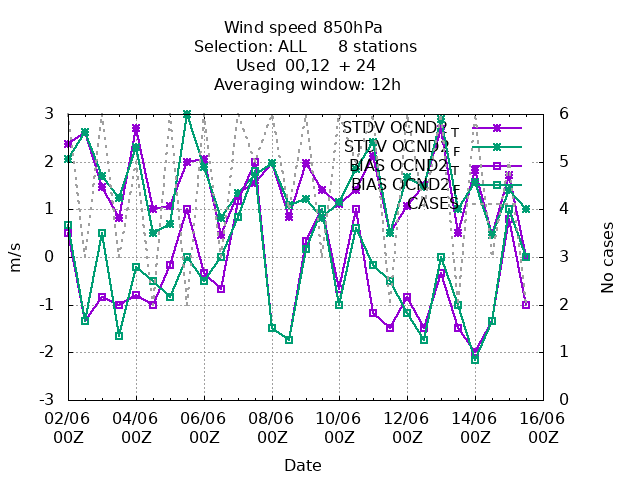 Wind speed 850hPa
Selection: ALL 8 stations
Used 00,12 + 24
Averaging window: 12h
STDV OCND2_T
STDV OCND2_F
BIAS OCND2_T
BIAS OCND2_F
CASES
3
2
1
0
-1
-2
-3
m/s
6
5
4
3
2
1
0
No cases
02/06 04/06 06/06 08/06 10/06 12/06 14/06 16/06
00Z 00Z 00Z 00Z 00Z 00Z 00Z 00Z
Date